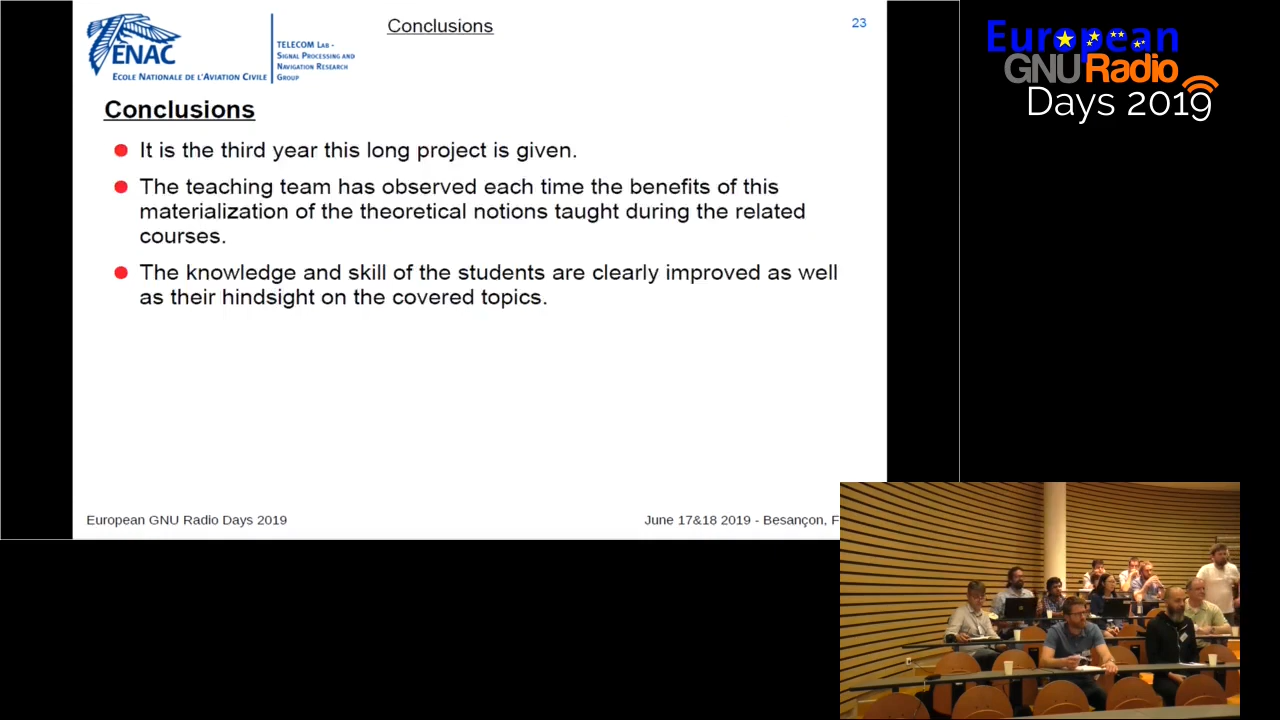 ENAC
ECOLE NATIONALE DE L'AVIATION CIVILE
TELECOM LAB -
SIGNAL PROCESSING AND
NAVIGATION RESEARCH
GROUP
Conclusions
23
Conclusions
It is the third year this long project is given.
The teaching team has observed each time the benefits of this
materialization of the theoretical notions taught during the related
courses.
The knowledge and skill of the students are clearly improved as well
as their hindsight on the covered topics.
European GNU Radio Days 2019
June 17&18 2019 - Besançon, F
European
GNURadio
Days 2019